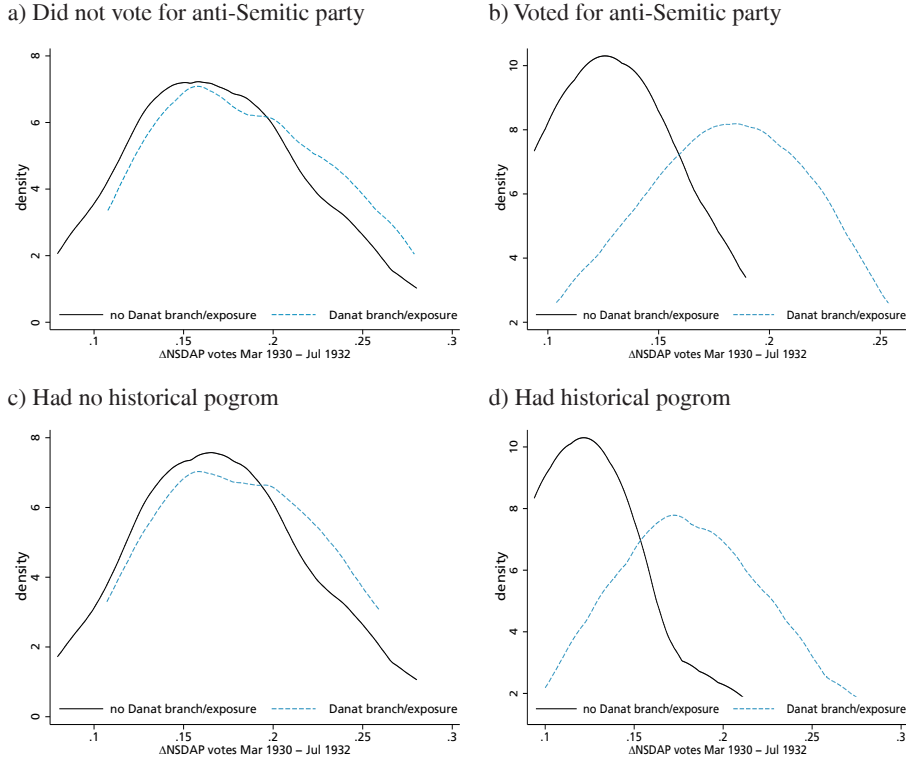 a) Did not vote for anti-Semitic party
8
6
4
2
0
density
no Danat branch/exposure
Danat branch/exposure
.1
.15
.2
.25
.3
ΔNSDAP votes Mar 1930 – Jul 1932
b) Voted for anti-Semitic party
10
8
6
4
2
density
no Danat branch/exposure
Danat branch/exposure
.1
.15
.2
.25
ΔNSDAP votes Mar 1930 – Jul 1932
c) Had no historical pogrom
8
6
4
2
0
density
no Danat branch/exposure
Danat branch/exposure
.1
.15
.2
.25
.3
ΔNSDAP votes Mar 1930 – Jul 1932
d) Had historical pogrom
10
8
6
4
2
density
no Danat branch/exposure
Danat branch/exposure
.1
.15
.2
.25
.3
ΔNSDAP votes Mar 1930 – Jul 1932